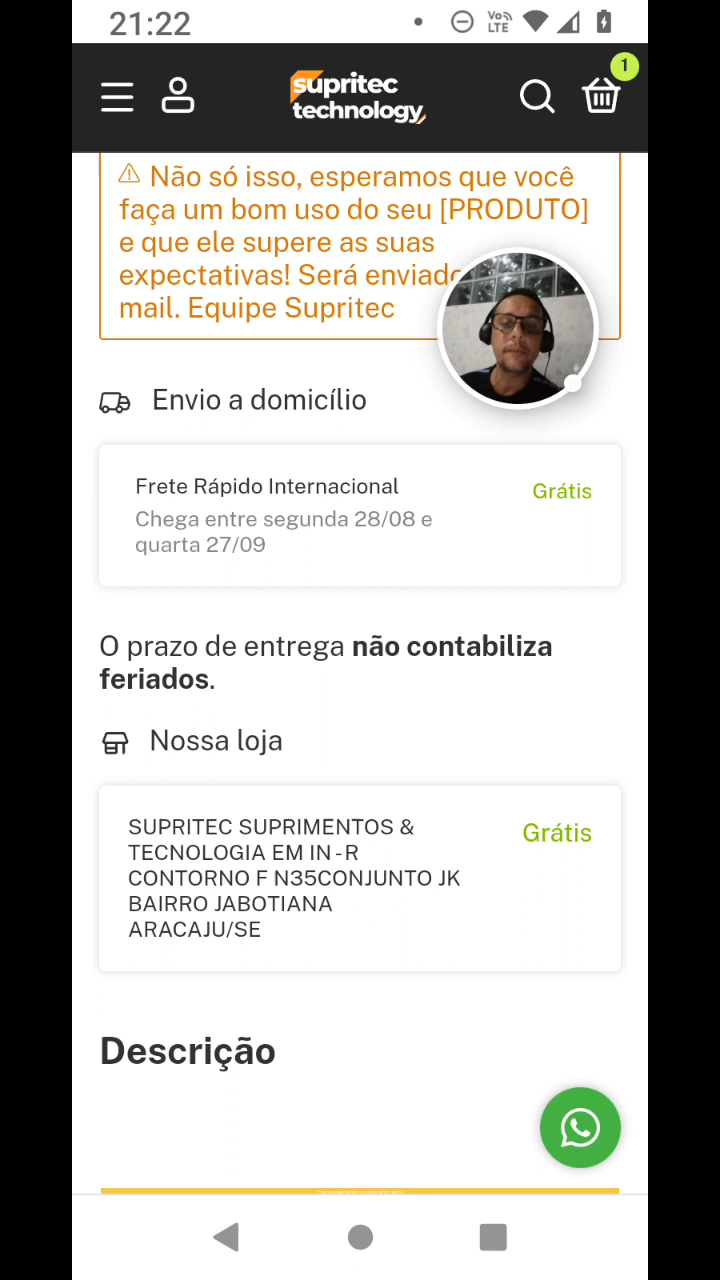 21:22
Vo))
LTE
1
supritec
technology
Não só isso, esperamos que você
faça um bom uso do seu [PRODUTO]
e que ele supere as suas
expectativas! Será enviado
mail. Equipe Supritec
Envio a domicílio
Frete Rápido Internacional
Grátis
Chega entre segunda 28/08 e
quarta 27/09
O prazo de entrega não contabiliza
feriados.
Nossa loja
SUPRITEC SUPRIMENTOS &
Grátis
TECNOLOGIA EM IN - R
CONTORNO F N35CONJUNTO JK
BAIRRO JABOTIANA
ARACAJU/SE
Descrição